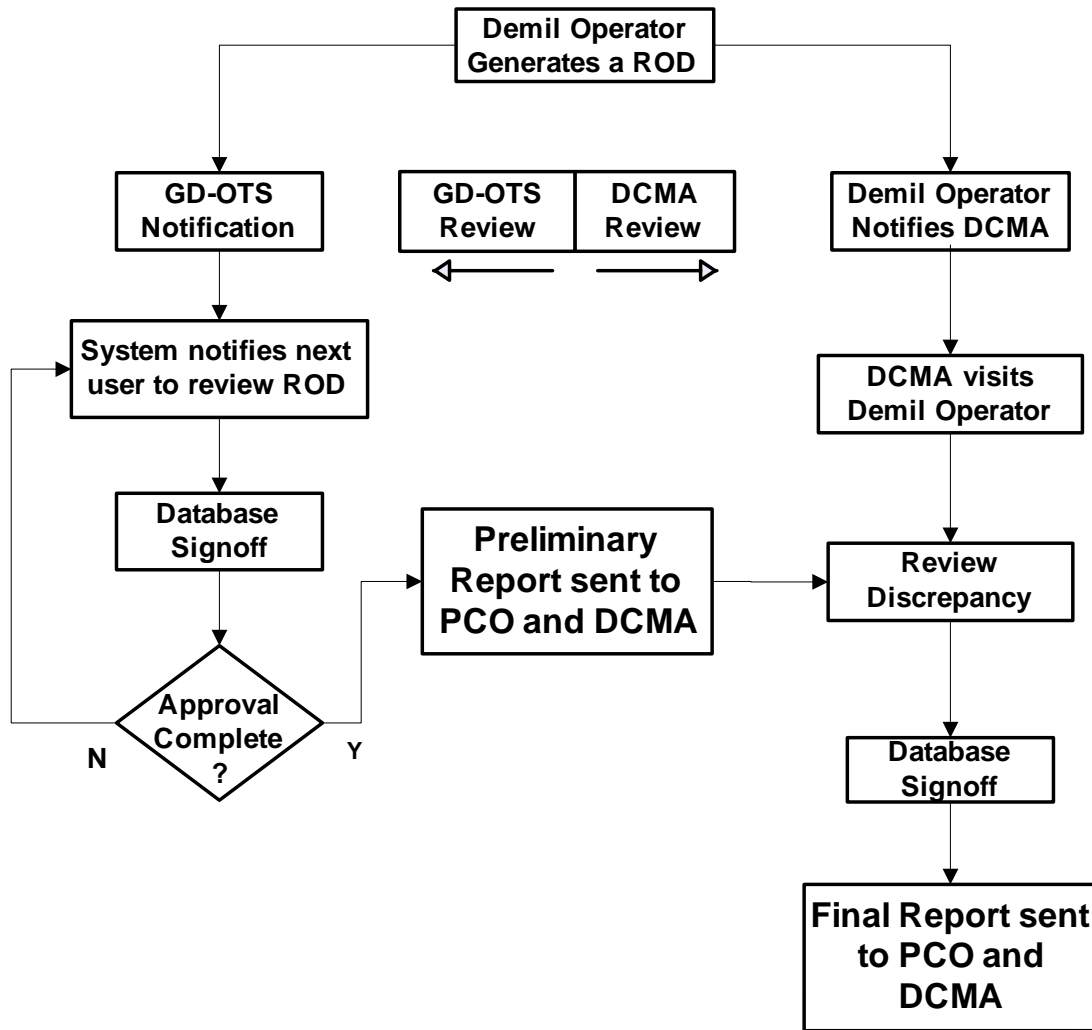 Demil Operator
Generates a ROD
GD-OTS
Notification
GD-OTS
Review
DCMA
Review
Demil Operator
Notifies DCMA
System notifies next
user to review ROD
DCMA visits
Demil Operator
Database
Signoff
Preliminary
Report sent to
PCO and DCMA
Review
Discrepancy
Approval
Complete
?
N
Y
Database
Signoff
Final Report sent
to PCO and
DCMA